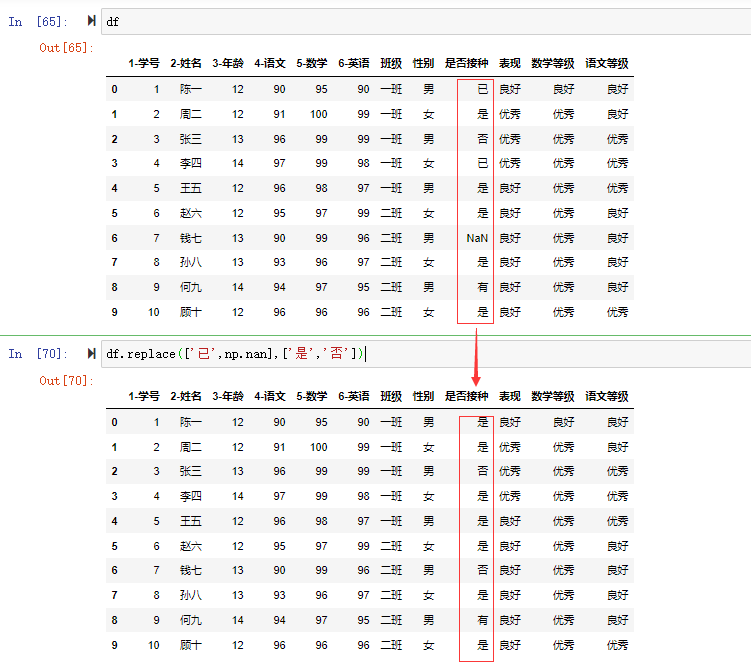 In [65]: df
Out[65]:
1-学号 2-姓名 3-年龄 4-语文 5-数学 6-英语 班级 性别 是否接种 表现 数学等级 语文等级
0 1 陈一 12 90 95 90 一班 男 已 良好 良好 良好
1 2 周二 12 91 100 99 一班 女 是 优秀 优秀 良好
2 3 张三 13 96 99 99 一班 男 否 优秀 优秀 优秀
3 4 李四 14 97 99 98 一班 女 已 优秀 优秀 优秀
4 5 王五 12 96 98 97 一班 男 是 良好 优秀 优秀
5 6 赵六 12 95 97 99 二班 女 是 良好 优秀 良好
6 7 钱七 13 90 99 96 二班 男 NaN 良好 优秀 良好
7 8 孙八 13 93 96 97 二班 女 是 良好 优秀 良好
8 9 何九 14 94 97 95 二班 男 有 良好 优秀 良好
9 10 顾十 12 96 96 96 二班 女 是 良好 优秀 优秀
In [70]: df.replace(['已',np.nan],['是','否'])
Out[70]:
1-学号 2-姓名 3-年龄 4-语文 5-数学 6-英语 班级 性别 是否接种 表现 数学等级 语文等级
0 1 陈一 12 90 95 90 一班 男 是 良好 良好 良好
1 2 周二 12 91 100 99 一班 女 是 优秀 优秀 良好
2 3 张三 13 96 99 99 一班 男 否 优秀 优秀 优秀
3 4 李四 14 97 99 98 一班 女 是 优秀 优秀 优秀
4 5 王五 12 96 98 97 一班 男 是 良好 优秀 优秀
5 6 赵六 12 95 97 99 二班 女 是 良好 优秀 良好
6 7 钱七 13 90 99 96 二班 男 否 良好 优秀 良好
7 8 孙八 13 93 96 97 二班 女 是 良好 优秀 良好
8 9 何九 14 94 97 95 二班 男 有 良好 优秀 良好
9 10 顾十 12 96 96 96 二班 女 是 良好 优秀 优秀